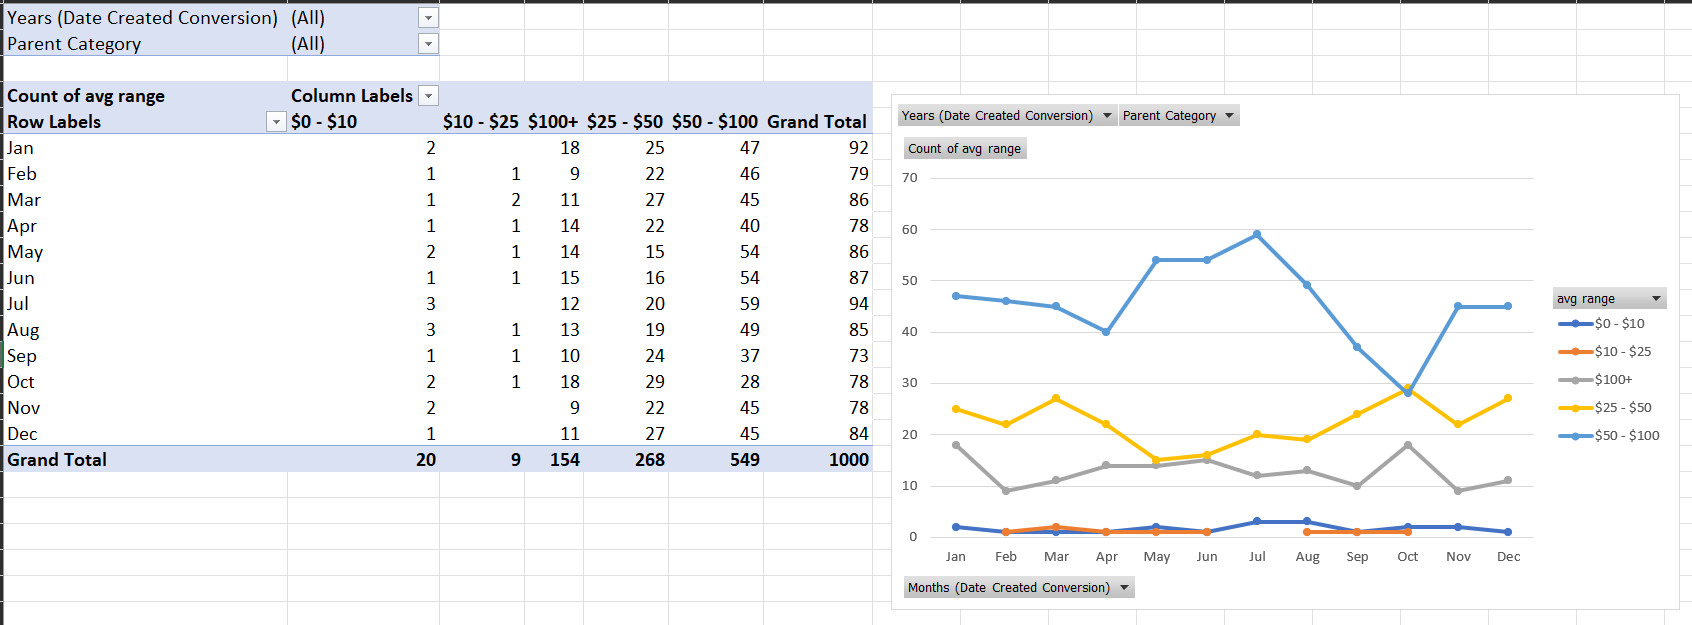 Years (Date Created Conversion) (All)
Parent Category (All)
Count of avg range Column Labels
Row Labels $0 - $10 $10 - $25 $100+ $25 - $50 $50 - $100 Grand Total
Jan 2 18 25 47 92
Feb 1 1 9 22 46 79
Mar 1 2 11 27 45 86
Apr 1 1 14 22 40 78
May 2 1 14 15 54 86
Jun 1 1 15 16 54 87
Jul 3 12 20 59 94
Aug 3 1 13 19 49 85
Sep 1 1 10 24 37 73
Oct 2 1 18 29 28 78
Nov 2 9 22 45 78
Dec 1 11 27 45 84
Grand Total 20 9 154 268 549 1000
Years (Date Created Conversion) Parent Category
Count of avg range
70
60
50
40
30
20
10
0
Jan Feb Mar Apr May Jun Jul Aug Sep Oct Nov Dec
avg range
$0 - $10
$10 - $25
$100+
$25 - $50
$50 - $100
Months (Date Created Conversion)